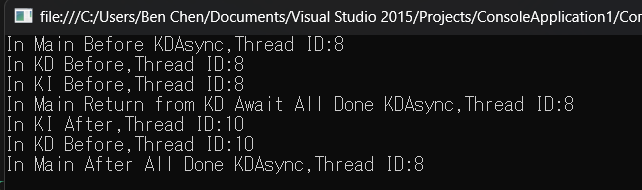 file:///C:/Users/Ben Chen/Documents/Visual Studio 2015/Projects/ConsoleApplication1/Cor
In Main Before KDAsync,Thread ID:8
In KD Before,Thread ID:8
In KI Before,Thread ID:8
In Main Return from KD Await All Done KDAsync,Thread ID:8
In KI After,Thread ID:10
In KD Before,Thread ID:10
In Main After All Done KDAsync,Thread ID:8